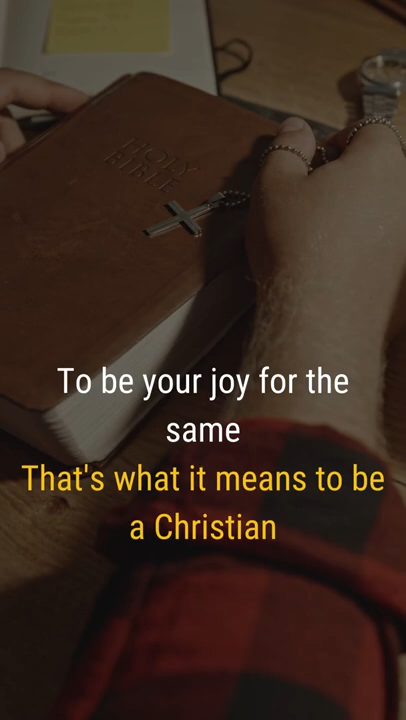 HOLY
BIBLE
To be your joy for the
same
That's what it means to be
a Christian